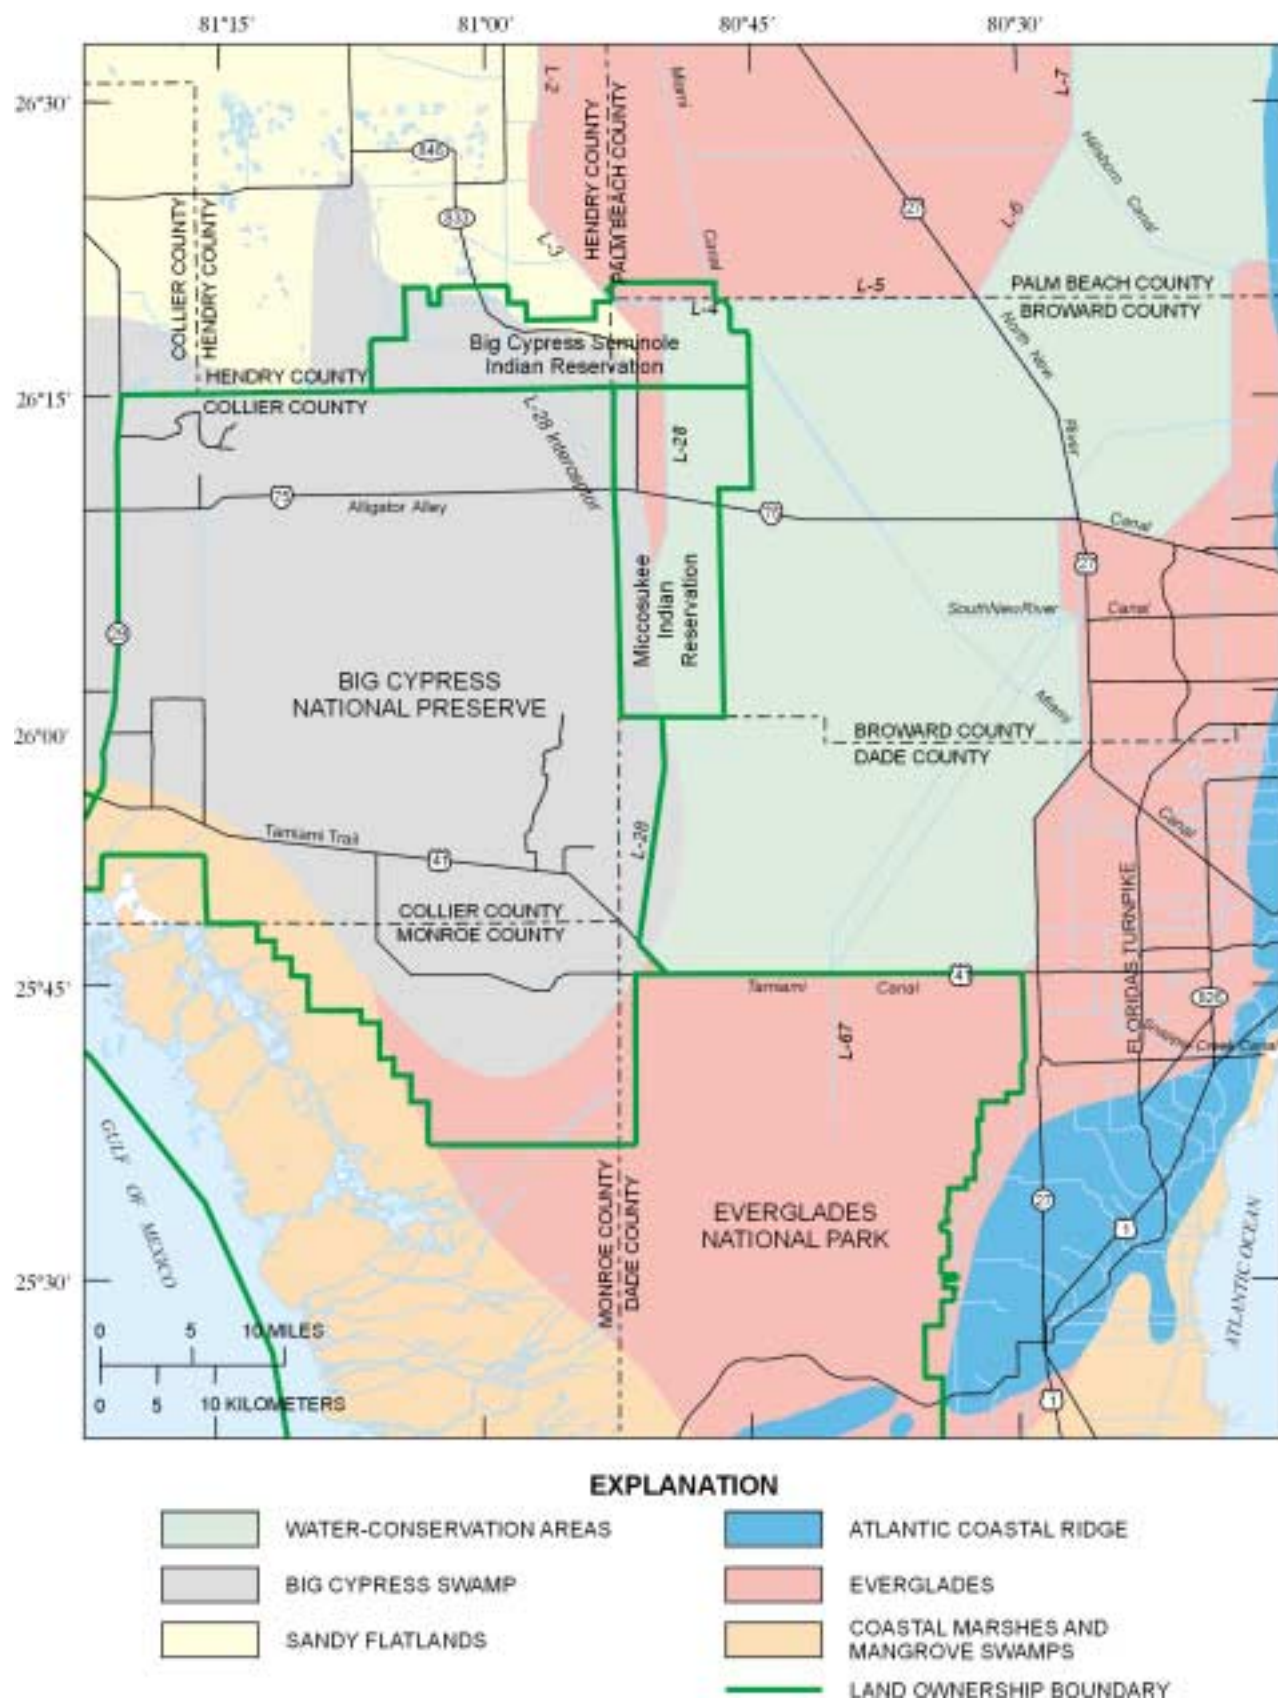 81°15'
81°00'
80°45'
80°30'
26°30'
L-2
HENDRY COUNTY
PALM BEACH COUNTY
Miami
L-7
Hillsboro
Canal
846
833
27
COLLIER COUNTY
HENDRY COUNTY
L-3
Canal
L-6
L-5
PALM BEACH COUNTY
BROWARD COUNTY
L-4
Big Cypress Seminole
Indian Reservation
North New
River
HENDRY COUNTY
COLLIER COUNTY
26°15'
L-28 Interceptor
L-28
75
Alligator Alley
75
Canal
27
Miccosukee
Indian
Reservation
SouthNewRiver
Canal
29
BIG CYPRESS
NATIONAL PRESERVE
Miami
26°00'
BROWARD COUNTY
DADE COUNTY
Canal
Tamiami Trail
41
L-28
FLORIDAS TURNPIKE
COLLIER COUNTY
MONROE COUNTY
25°45'
Tamiami
Canal
41
826
L-67
Snapper Creek Canal
GULF OF MEXICO
MONROE COUNTY
DADE COUNTY
EVERGLADES
NATIONAL PARK
27
1
ATLANTIC OCEAN
25°30'
0
5
10 MILES
0
5
10 KILOMETERS
1
EXPLANATION
WATER-CONSERVATION AREAS
BIG CYPRESS SWAMP
SANDY FLATLANDS
ATLANTIC COASTAL RIDGE
EVERGLADES
COASTAL MARSHES AND
MANGROVE SWAMPS
LAND OWNERSHIP BOUNDARY